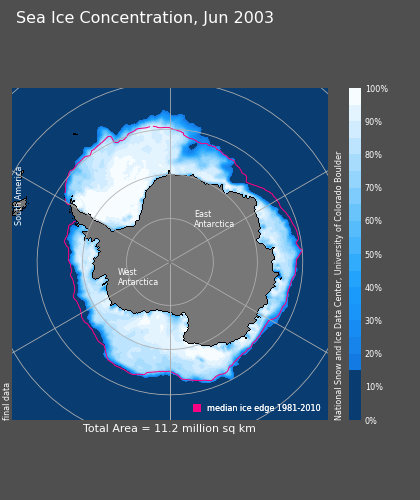 Sea Ice Concentration, Jun 2003
100%
90%
80%
70%
60%
50%
40%
30%
20%
10%
0%
National Snow and Ice Data Center, University of Colorado Boulder
South America
East
Antarctica
West
Antarctica
final data
median ice edge 1981-2010
Total Area = 11.2 million sq km